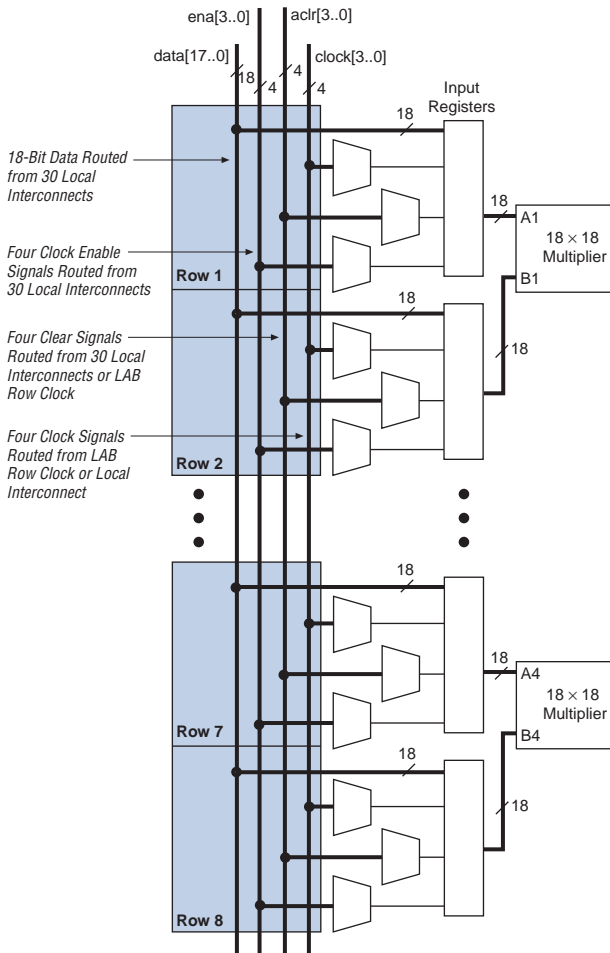 ena[3..0]
aclr[3..0]
data[17..0]
clock[3..0]
18
4
4
4
Input
Registers
18
18-Bit Data Routed
from 30 Local
Interconnects
18
A1
18 × 18
Multiplier
B1
Four Clock Enable
Signals Routed from
30 Local Interconnects
Row 1
18
Four Clear Signals
Routed from 30 Local
Interconnects or LAB
Row Clock
18
Four Clock Signals
Routed from LAB
Row Clock or Local
Interconnect
Row 2
18
18
A4
18 × 18
Multiplier
B4
Row 7
18
18
Row 8